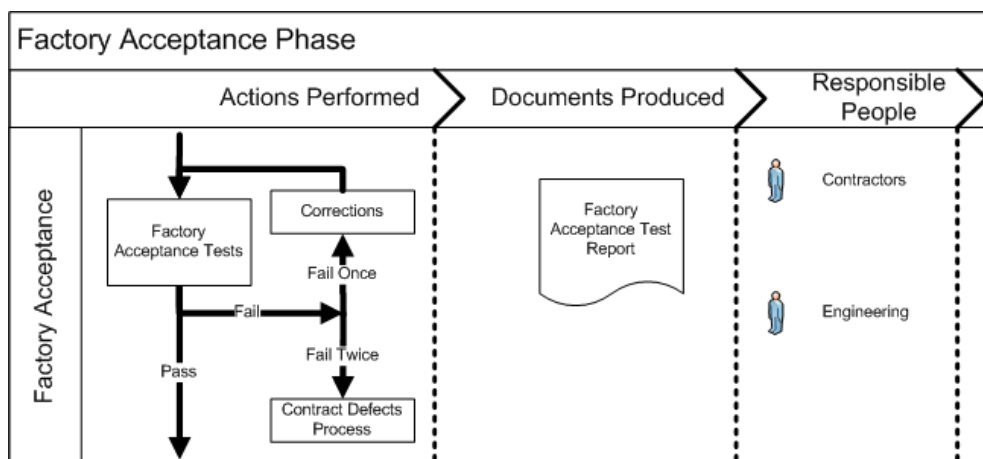 Factory Acceptance Phase
Actions Performed
Documents Produced
Responsible
People
Factory Acceptance
Factory
Acceptance Tests
Corrections
Fail Once
Fail
Fail Twice
Pass
Contract Defects
Process
Factory
Acceptance Test
Report
Contractors
Engineering